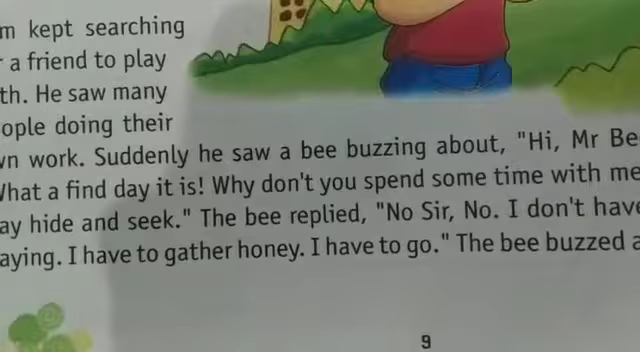 m kept searching
a friend to play
th. He saw many
ople doing their
wn work. Suddenly he saw a bee buzzing about, "Hi, Mr Be
What a find day it is! Why don't you spend some time with me
ay hide and seek." The bee replied, "No Sir, No. I don't have
aying. I have to gather honey. I have to go." The bee buzzed a
9